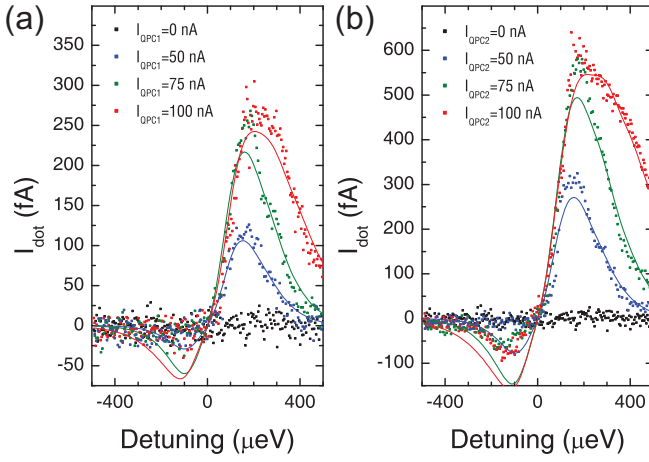 (a)
350
300
250
200
150
100
50
0
-50
I_dot (fA)
I_QPC1=0 nA
I_QPC1=50 nA
I_QPC1=75 nA
I_QPC1=100 nA
-400
0
400
Detuning (μeV)
(b)
600
500
400
300
200
100
0
-100
I_dot (fA)
I_QPC2=0 nA
I_QPC2=50 nA
I_QPC2=75 nA
I_QPC2=100 nA
-400
0
400
Detuning (μeV)